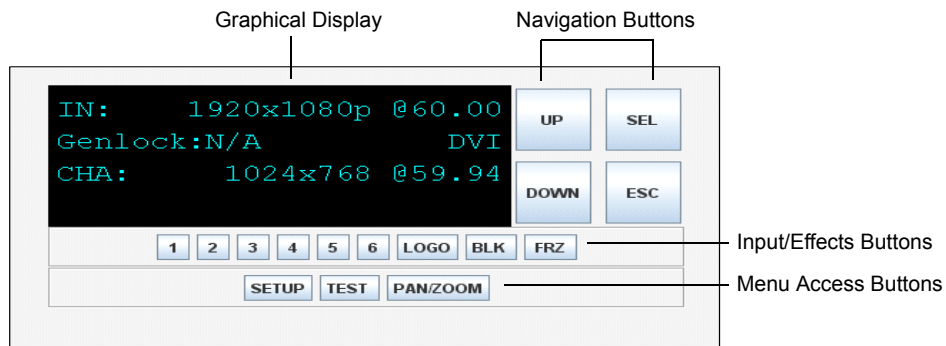 Graphical Display
Navigation Buttons
IN: 1920x1080p @60.00
Genlock:N/A DVI
CHA: 1024x768 @59.94
UP
SEL
DOWN
ESC
1 2 3 4 5 6 LOGO BLK FRZ
Input/Effects Buttons
SETUP TEST PAN/ZOOM
Menu Access Buttons